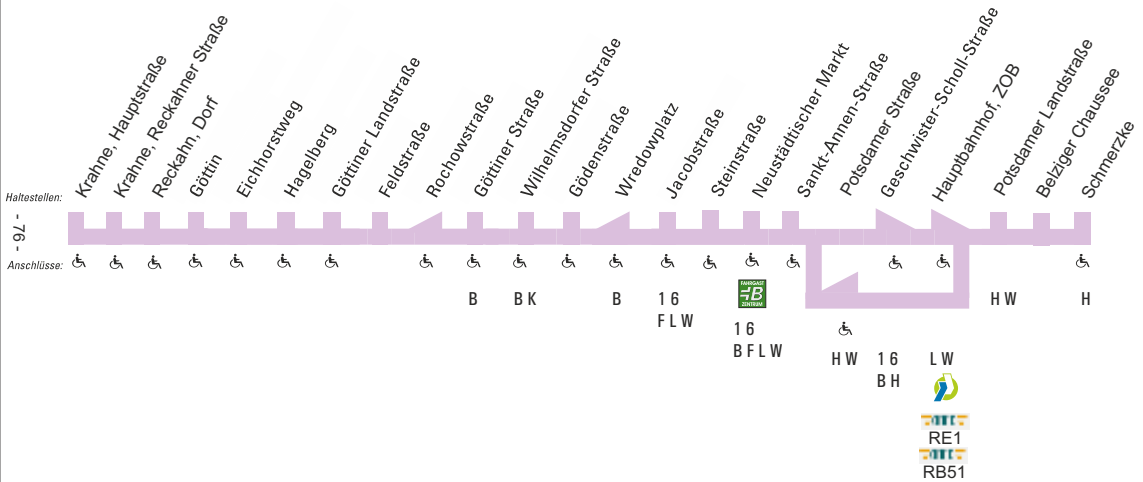 Krahne, Hauptstraße
Krahne, Reckahner Straße
Reckahn, Dorf
Göttin
Eichhorstweg
Hagelberg
Göttiner Landstraße
Feldstraße
Rochowstraße
Göttiner Straße
Wilhelmsdorfer Straße
Gödenstraße
Wredowplatz
Jacobstraße
Steinstraße
Neustädtischer Markt
Sankt-Annen-Straße
Potsdamer Straße
Geschwister-Scholl-Straße
Hauptbahnhof, ZOB
Potsdamer Landstraße
Belziger Chaussee
Schmerzke
Haltestellen:
- 76 -
Anschlüsse:
B
B K
B
1 6
F L W
FAHRGAST
B
ZENTRUM
1 6
B F L W
H W
1 6
B H
L W
RE1
RB51
H W
H